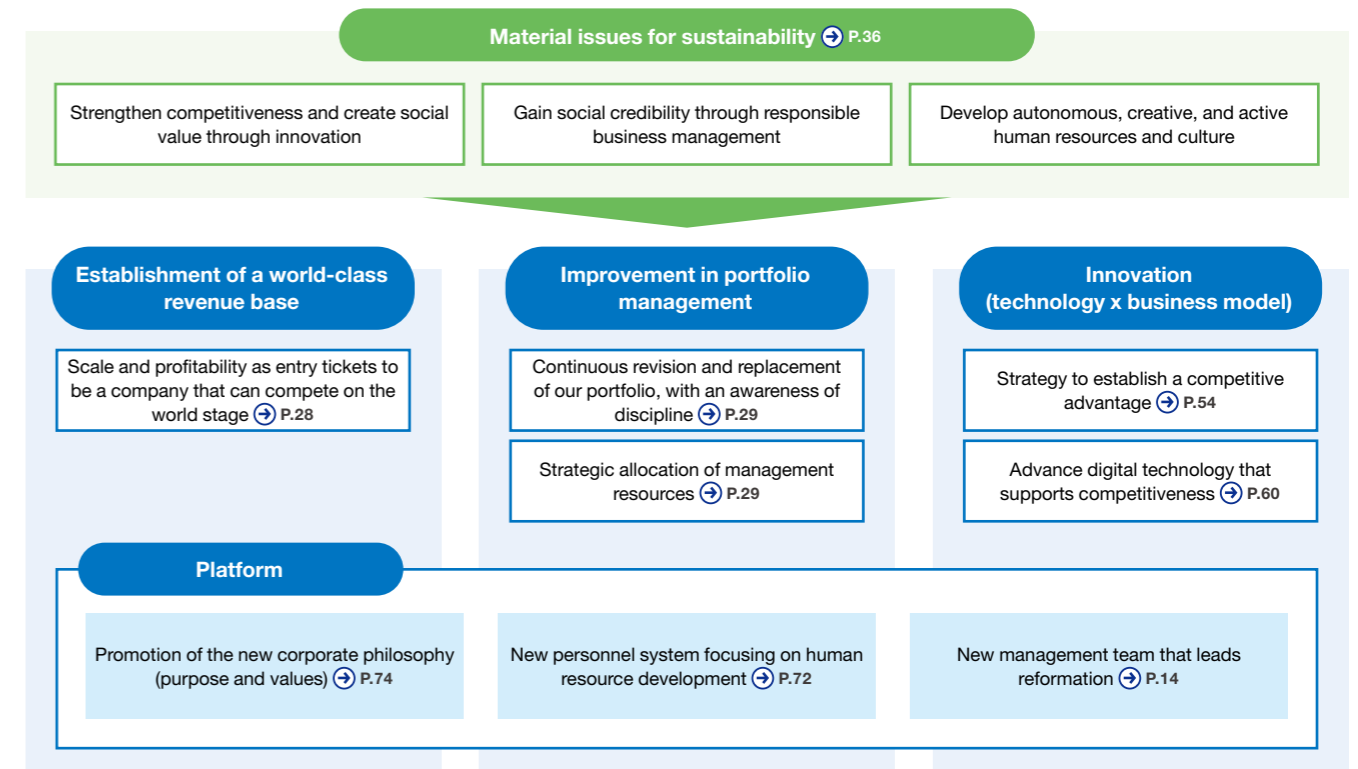 Material issues for sustainability P.36
Strengthen competitiveness and create social
value through innovation
Gain social credibility through responsible
business management
Develop autonomous, creative, and active
human resources and culture
Establishment of a world-class
revenue base
Scale and profitability as entry tickets to
be a company that can compete on the
world stage P.28
Improvement in portfolio
management
Continuous revision and replacement
of our portfolio, with an awareness of
discipline P.29
Strategic allocation of management
resources P.29
Innovation
(technology x business model)
Strategy to establish a competitive
advantage P.54
Advance digital technology that
supports competitiveness P.60
Platform
Promotion of the new corporate philosophy
(purpose and values) P.74
New personnel system focusing on human
resource development P.72
New management team that leads
reformation P.14